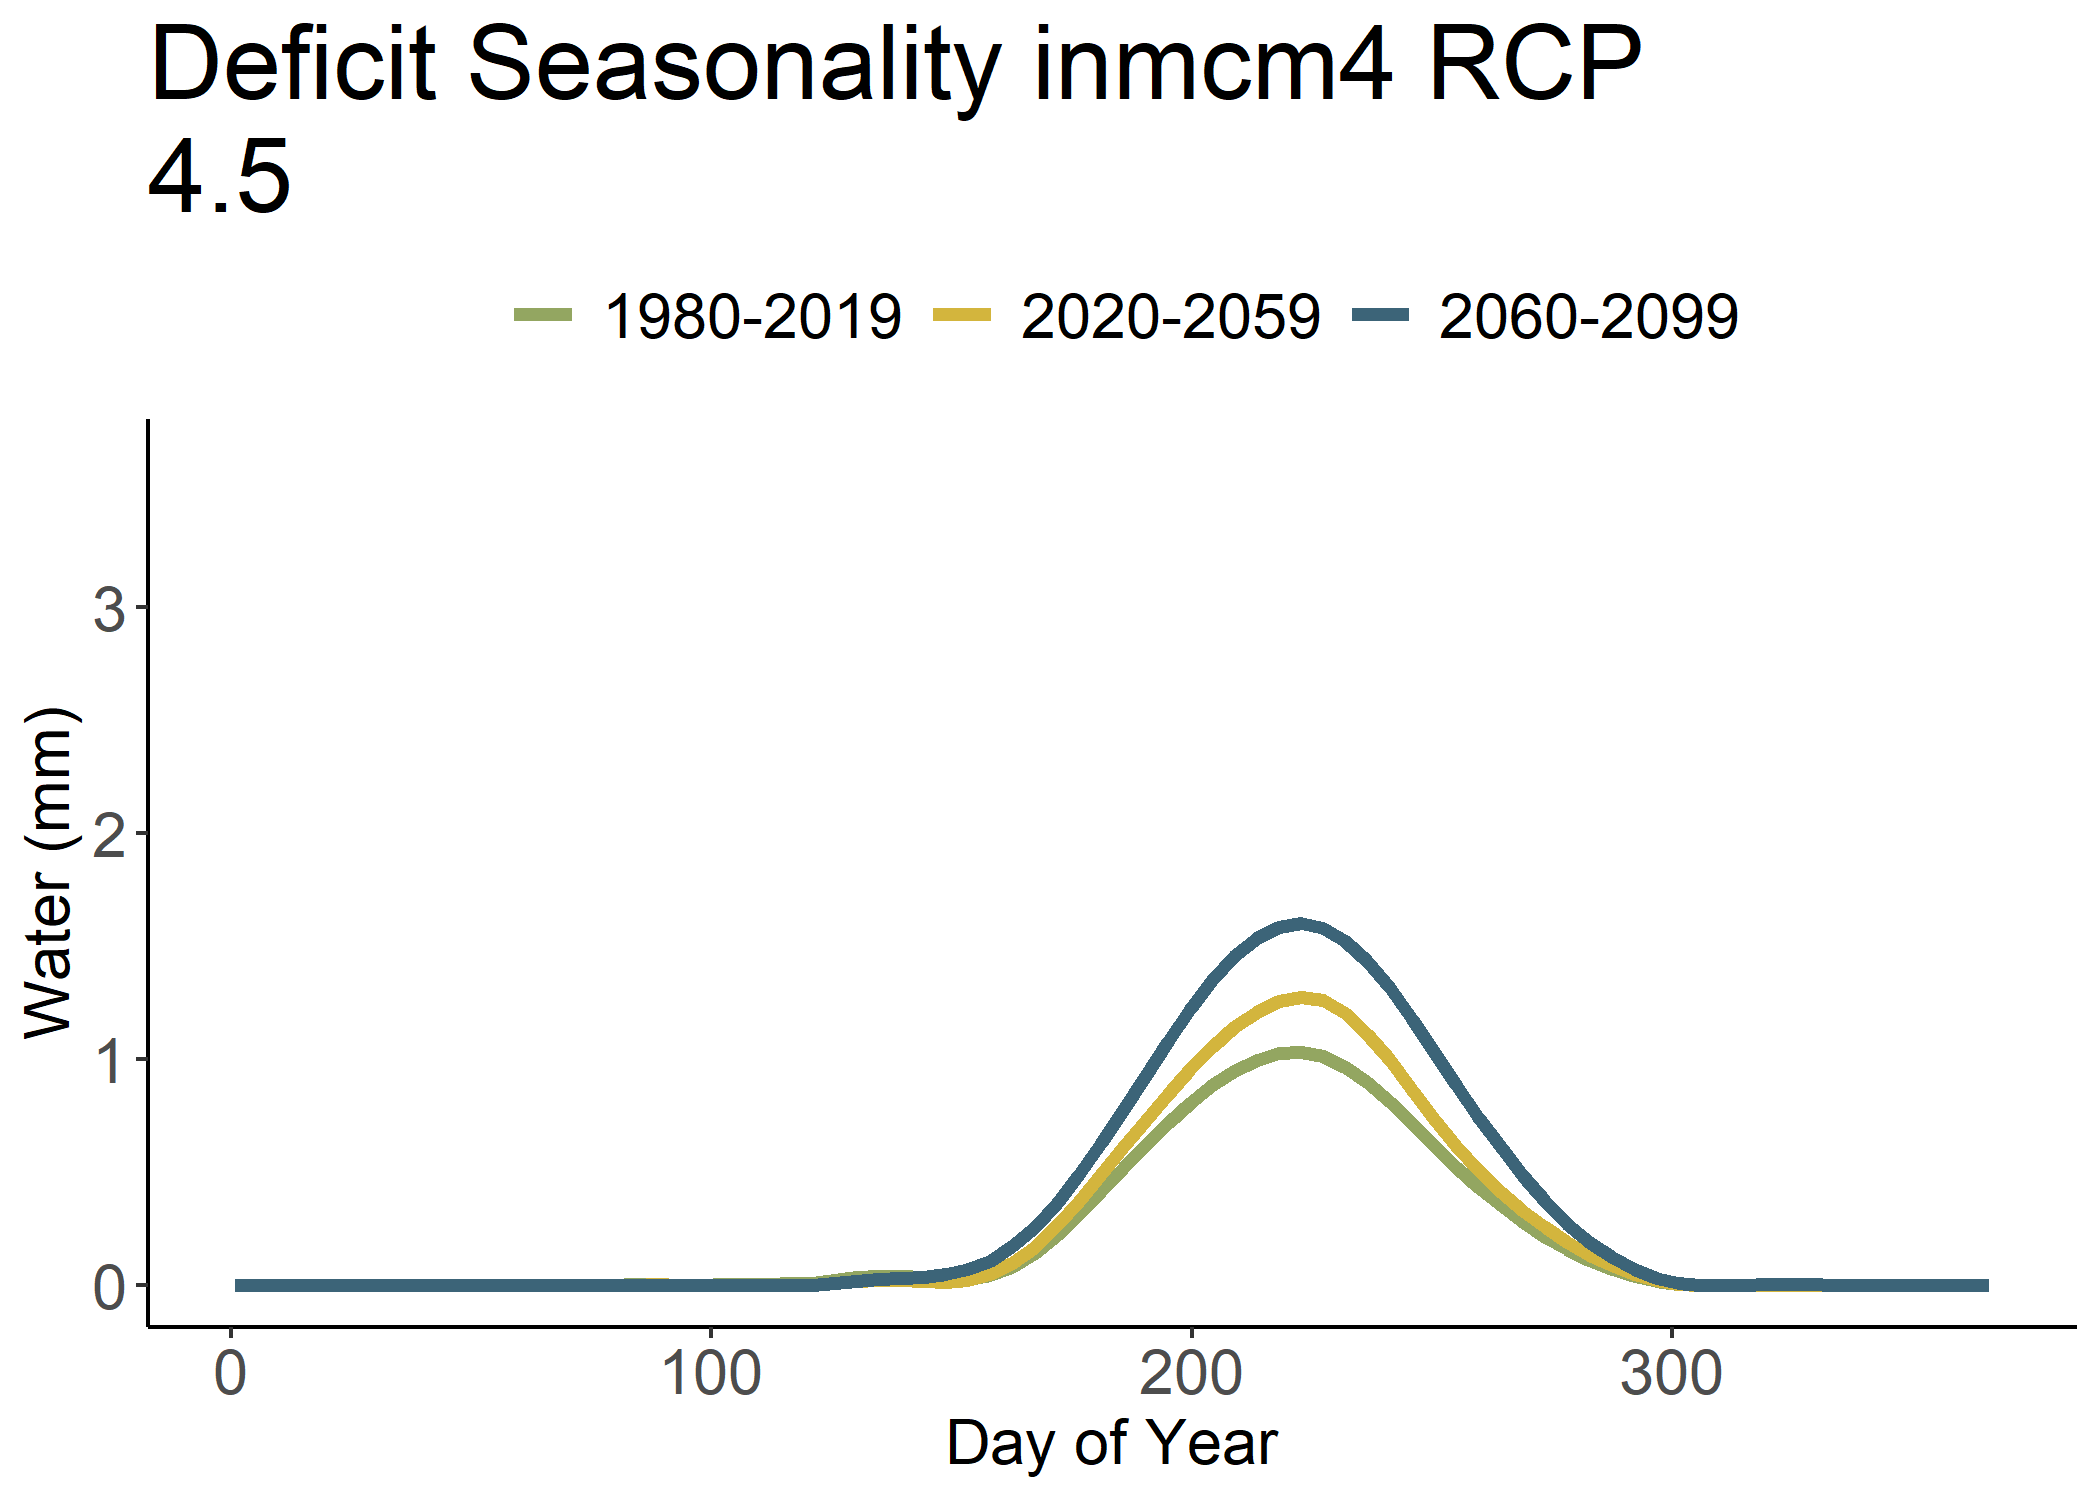 Deficit Seasonality inmcm4 RCP
4.5
1980-2019 2020-2059 2060-2099
3
2
1
0
Water (mm)
0 100 200 300
Day of Year